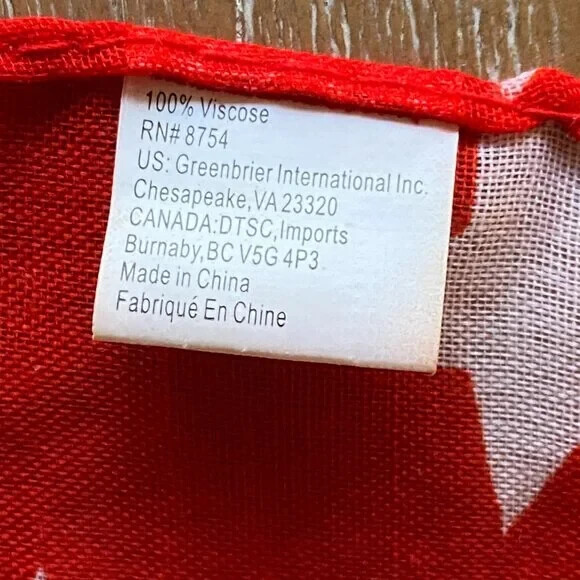 100% Viscose
RN# 8754
US: Greenbrier International Inc.
Chesapeake,VA 23320
CANADA:DTSC,Imports
Burnaby,BC V5G 4P3
Made in China
Fabriqué En Chine